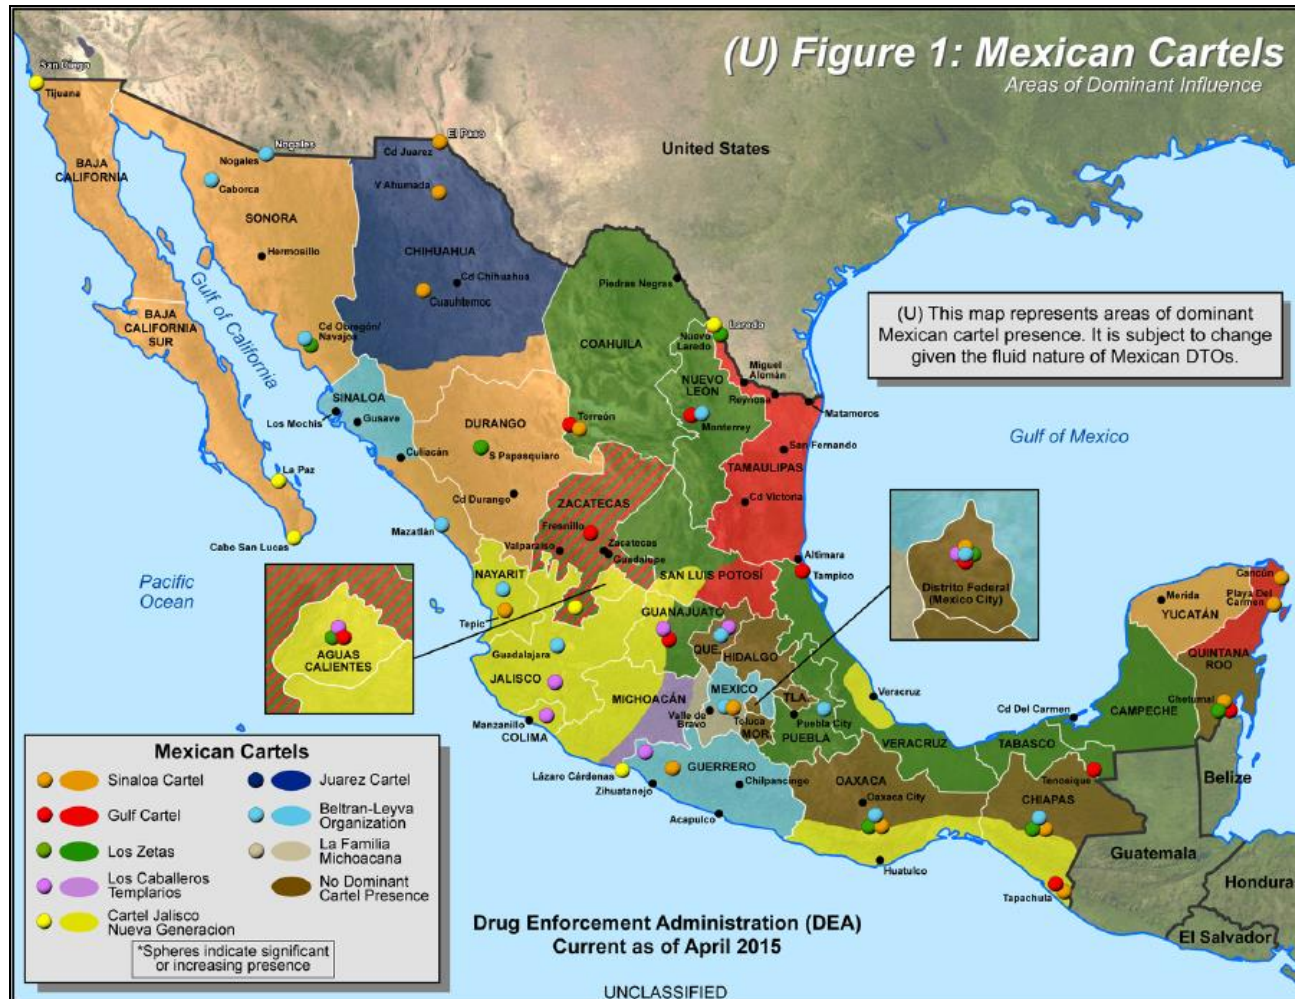 (U) Figure 1: Mexican Cartels
Areas of Dominant Influence
San Diego
Tijuana
BAJA
CALIFORNIA
Nogales
Nogales
Caborca
SONORA
Hermosillo
El Paso
Cd Juarez
V Ahumada
CHIHUAHUA
Cd Chihuahua
Cuauhtemoc
United States
Gulf of California
BAJA
CALIFORNIA
SUR
Cd Obregón/
Navajoa
Piedras Negras
COAHUILA
Laredo
Nuevo
Laredo
NUEVO
LEÓN
Miguel
Alemán
Reynosa
Matamoros
(U) This map represents areas of dominant
Mexican cartel presence. It is subject to change
given the fluid nature of Mexican DTOs.
Gulf of Mexico
SINALOA
Los Mochis
Gusave
Culiacán
DURANGO
S Papasquiaro
Cd Durango
Torreón
Monterrey
San Fernando
TAMAULIPAS
Cd Victoria
La Paz
Cabo San Lucas
Mazatlán
ZACATECAS
Fresnillo
Valparaiso
Zacatecas
Guadalupe
Altimara
Tampico
SAN LUIS POTOSÍ
Pacific
Ocean
NAYARIT
Tepic
AGUAS
CALIENTES
Guadalajara
JALISCO
Manzanillo
COLIMA
GUANAJUATO
QUE.
HIDALGO
MICHOACÁN
MEXICO
Valle de
Bravo
Toluca
MOR.
TLA.
Puebla City
PUEBLA
Distrito Federal
(Mexico City)
Veracruz
VERACRUZ
Cancún
Playa Del
Carmen
Merida
YUCATÁN
QUINTANA
ROO
Chetumal
Cd Del Carmen
CAMPECHE
TABASCO
Tenosique
Belize
Lázaro Cárdenas
Zihuatanejo
GUERRERO
Chilpancingo
Acapulco
OAXACA
Oaxaca City
Huatulco
CHIAPAS
Tapachula
Guatemala
Hondura
El Salvador
Mexican Cartels
Sinaloa Cartel
Gulf Cartel
Los Zetas
Los Caballeros
Templarios
Cartel Jalisco
Nueva Generacion
Juarez Cartel
Beltran-Leyva
Organization
La Familia
Michoacana
No Dominant
Cartel Presence
*Spheres indicate significant
or increasing presence
Drug Enforcement Administration (DEA)
Current as of April 2015
UNCLASSIFIED